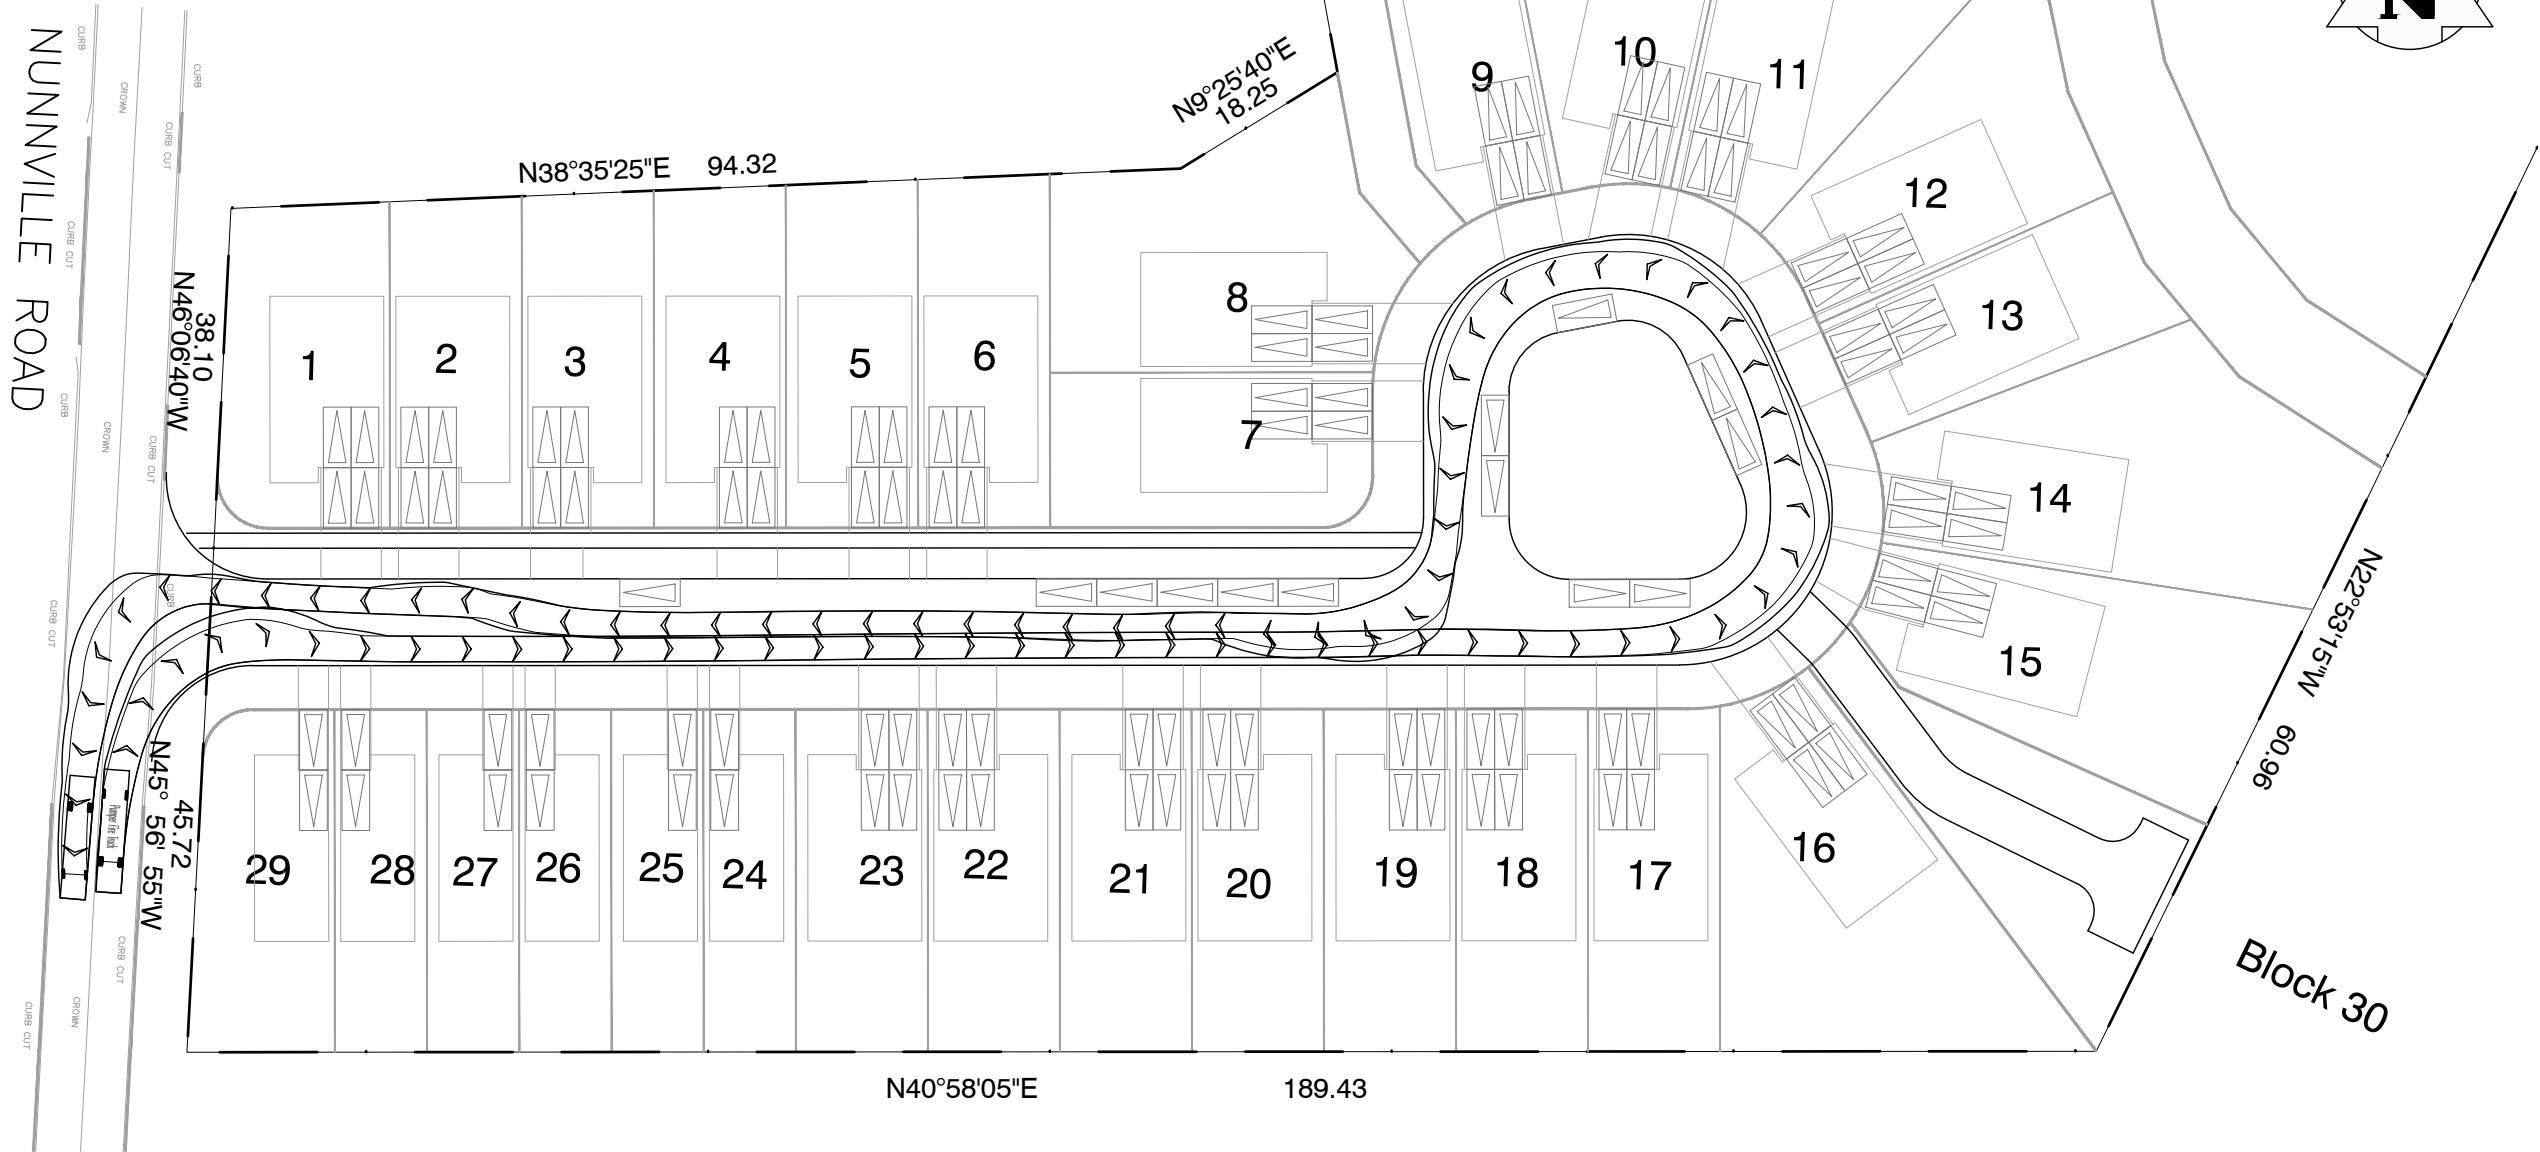 NUNNVILLE ROAD
CURB
CROWN
CURB
CURB CUT
CURB CUT
CURB
CROWN
CURB CUT
CURB
CURB CUT
CURB CUT
CROWN
CURB CUT
N
N9°25'40"E
18.25
N38°35'25"E 94.32
38.10
N46°06'40"W
9
10
11
12
13
8
1
2
3
4
5
6
7
14
15
N22°53'15"W 60.96
Pumper Fire Truck
45.72
N45° 56' 55"W
29
28
27
26
25
24
23
22
21
20
19
18
17
16
Block 30
N40°58'05"E 189.43